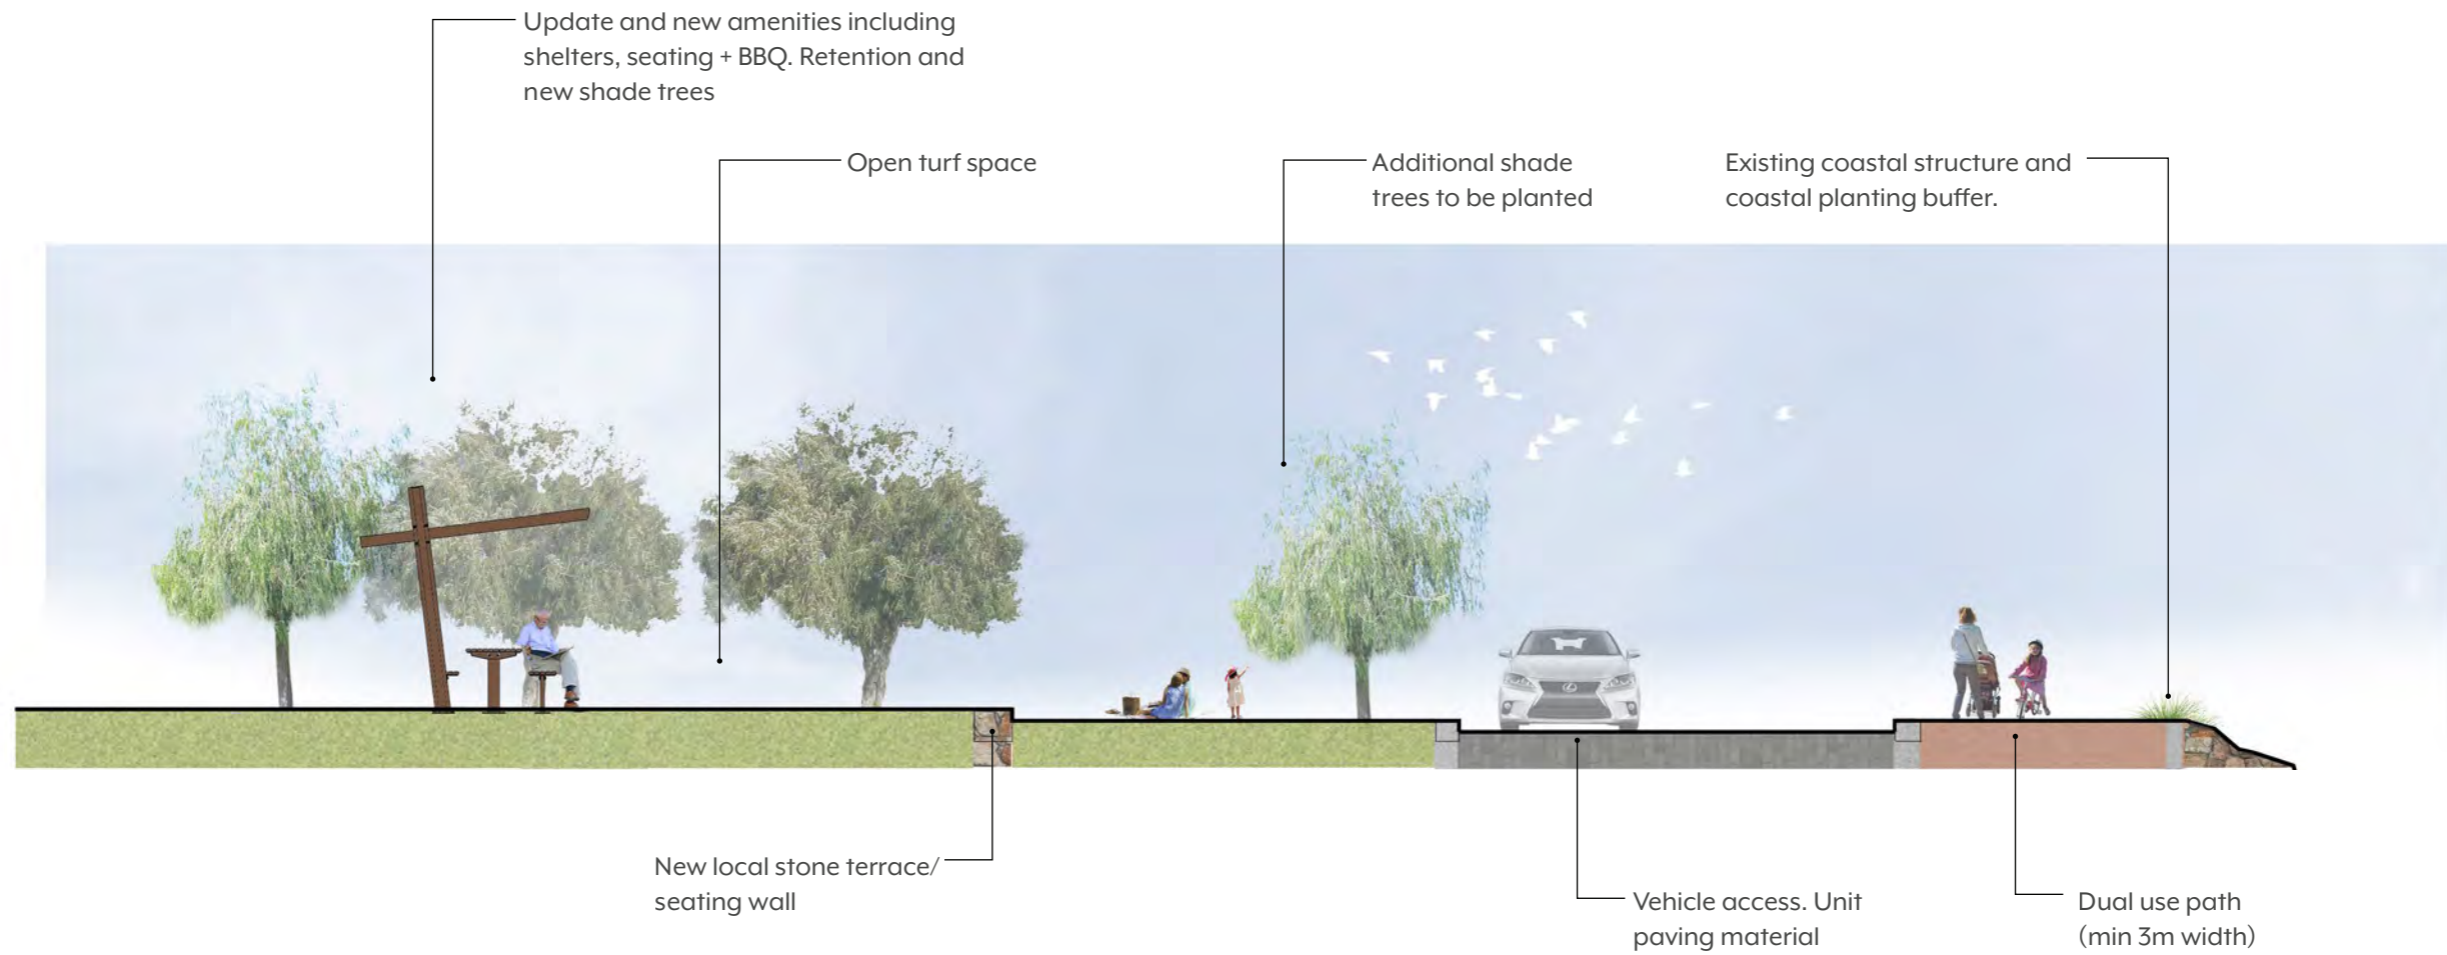 Update and new amenities including
shelters, seating + BBQ. Retention and
new shade trees
Open turf space
Additional shade
trees to be planted
Existing coastal structure and
coastal planting buffer.
New local stone terrace/
seating wall
Vehicle access. Unit
paving material
Dual use path
(min 3m width)